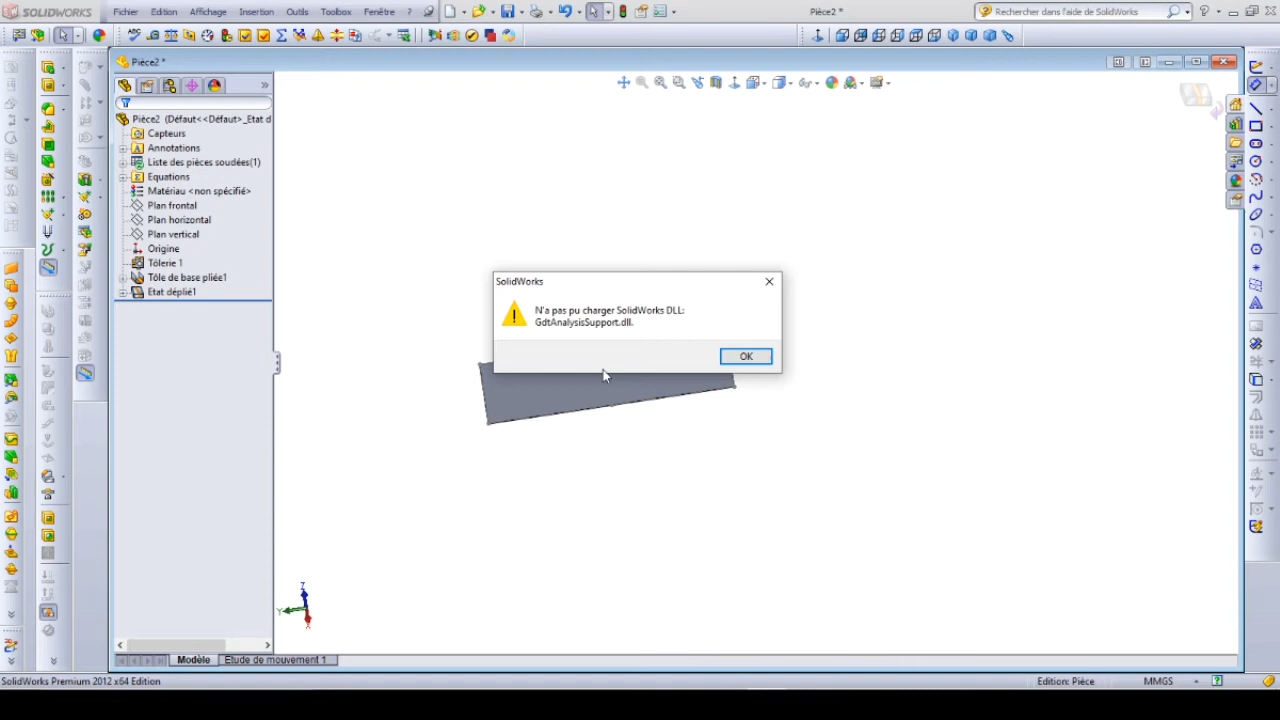 SOLIDWORKS
Fichier Edition Affichage Insertion Outils Toolbox Fenêtre ?
Pièce2 *
Rechercher dans l'aide de SolidWorks
Pièce2 *
Pièce2 (Défaut<<Défaut>_Etat d
Capteurs
Annotations
Liste des pièces soudées(1)
Equations
Matériau <non spécifié>
Plan frontal
Plan horizontal
Plan vertical
Origine
Tôlerie 1
Tôle de base pliée1
Etat déplié1
SolidWorks
N'a pas pu charger SolidWorks DLL:
GdtAnalysisSupport.dll.
OK
Z
Y
X
Modèle Etude de mouvement 1
SolidWorks Premium 2012 x64 Edition
Edition: Pièce
MMGS